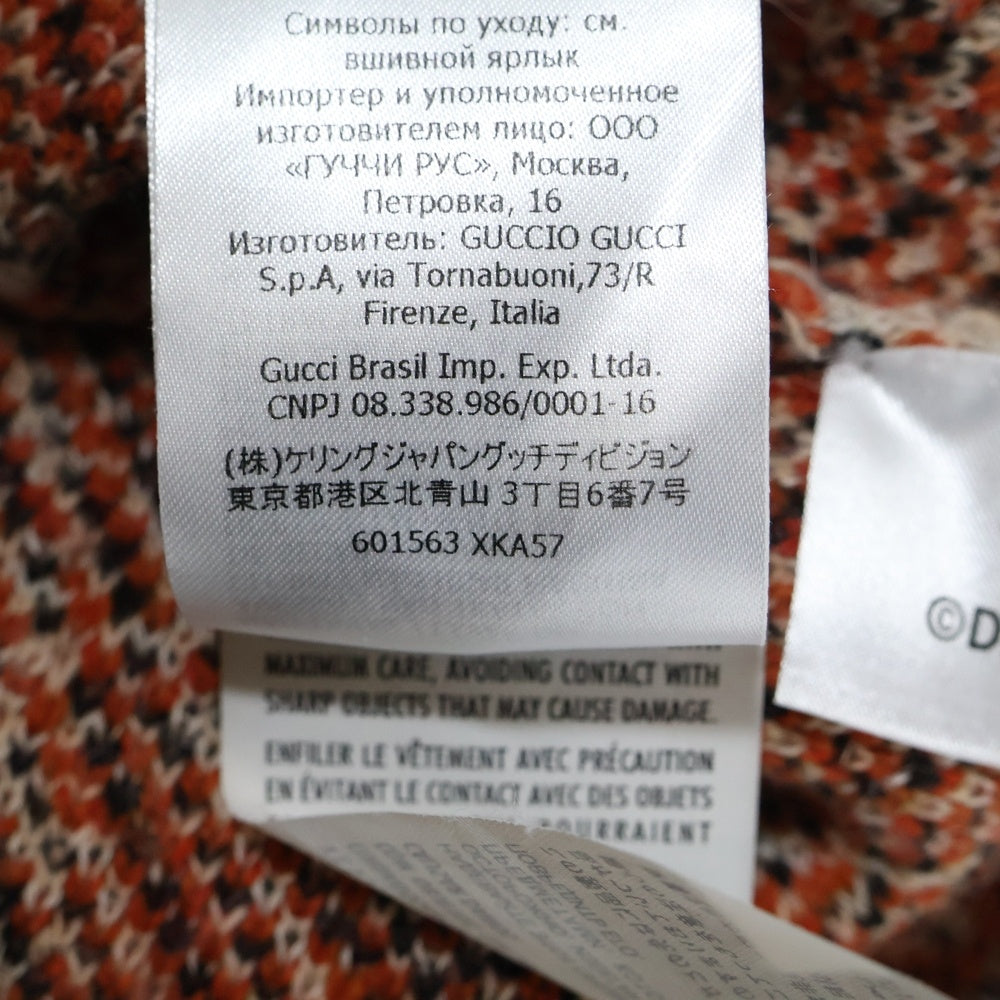 Символы по уходу: см.
вшивной ярлык
Импортер и уполномоченное
изготовителем лицо: ООО
«ГУЧЧИ РУС», Москва,
Петровка, 16
Изготовитель: GUCCIO GUCCI
S.p.A, via Tornabuoni,73/R
Firenze, Italia
Gucci Brasil Imp. Exp. Ltda.
CNPJ 08.338.986/0001-16
(株)ケリングジャパングッチディビジョン
東京都港区北青山 3丁目6番7号
601563 XKA57
©D
MAXIMUM CARE, AVOIDING CONTACT WITH
SHARP OBJECTS THAT MAY CAUSE DAMAGE.
ENFILER LE VÊTEMENT AVEC PRÉCAUTION
EN ÉVITANT LE CONTACT AVEC DES OBJETS
POURRAIENT